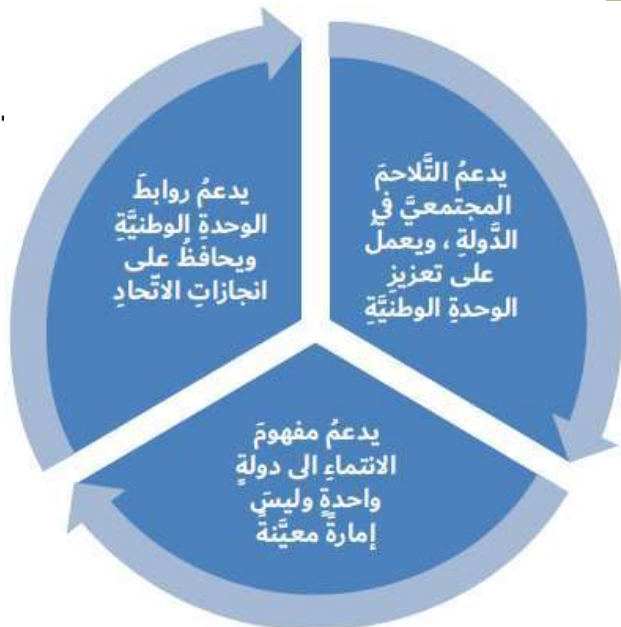 يدعمُ التَّلاحمَ
المجتمعيَّ في
الدَّولةِ ، ويعملُ
على تعزيزِ
الوحدةِ الوطنيَّةِ
يدعمُ مفهومَ
الانتماءِ الى دولةٍ
واحدةٍ وليسَ
إمارةً معيَّنةً
يدعمُ روابطَ
الوحدةِ الوطنيَّةِ
ويحافظُ على
انجازاتِ الاتّحادِ